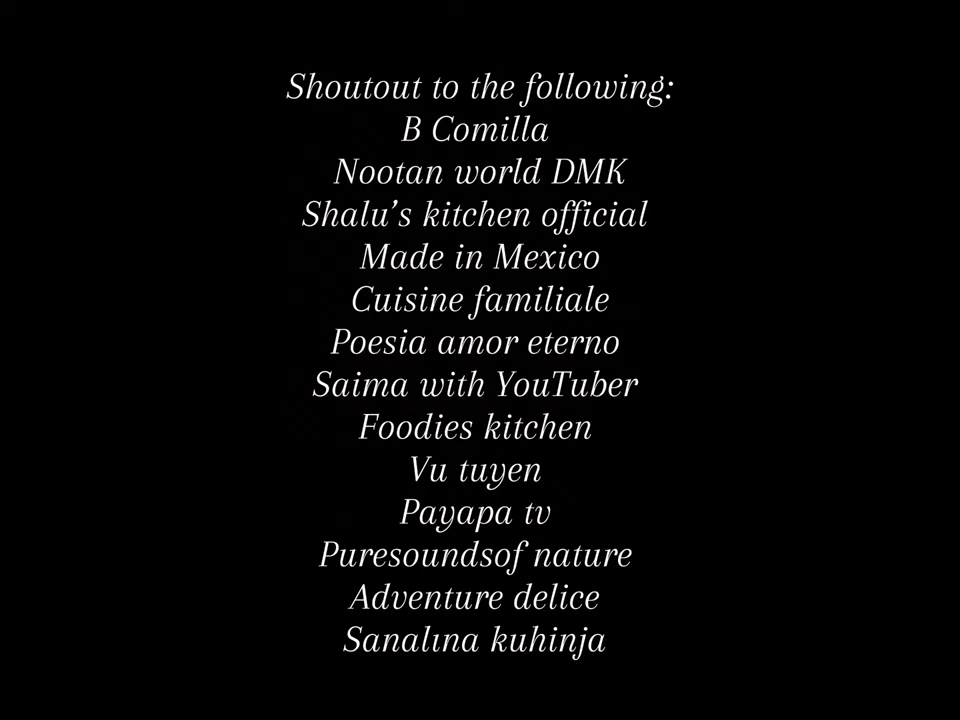 Shoutout to the following:
B Comilla
Nootan world DMK
Shalu’s kitchen official
Made in Mexico
Cuisine familiale
Poesia amor eterno
Saima with YouTuber
Foodies kitchen
Vu tuyen
Payapa tv
Puresoundsof nature
Adventure delice
Sanalına kuhinja